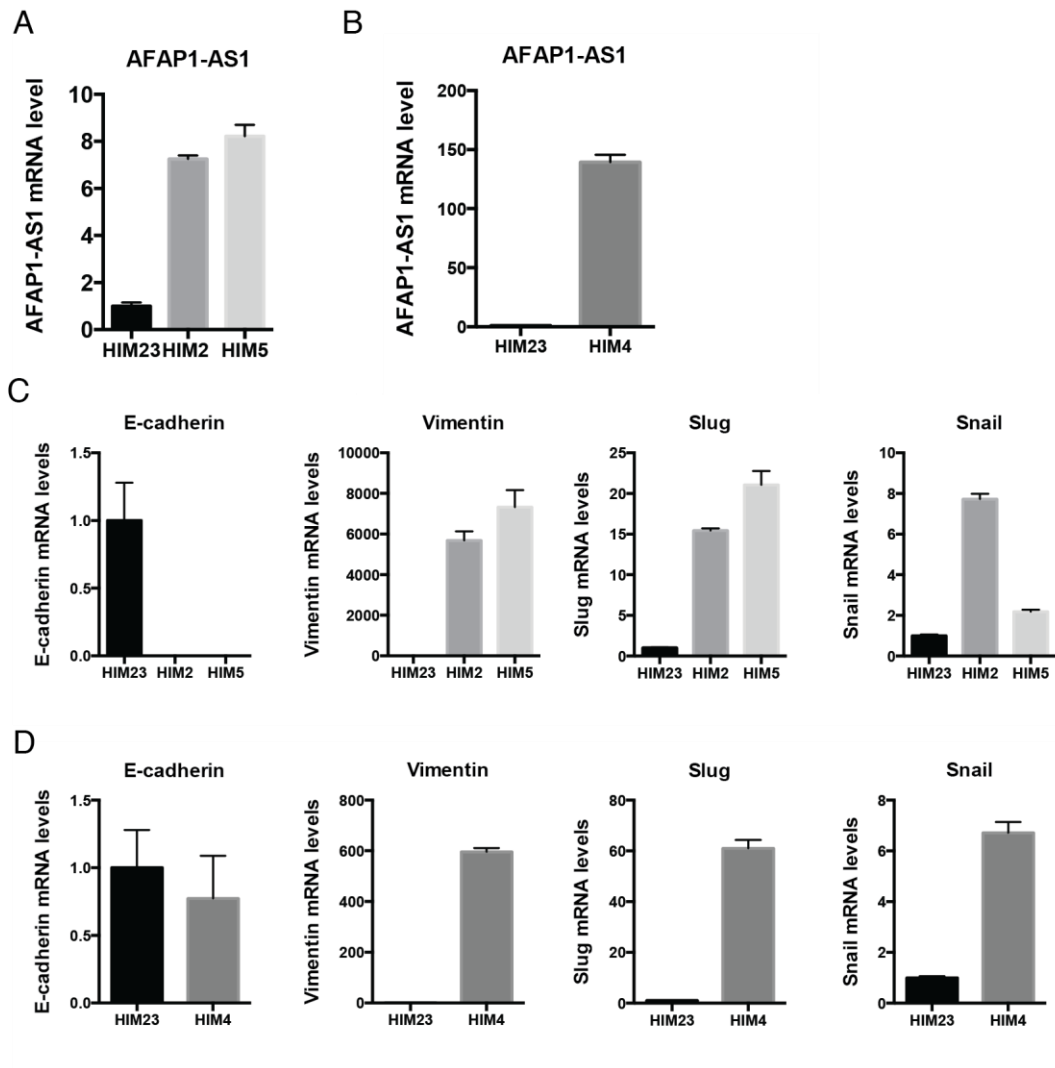 A
AFAP1-AS1
AFAP1-AS1 mRNA level
10
8
6
4
2
0
HIM23 HIM2 HIM5
B
AFAP1-AS1
AFAP1-AS1 mRNA level
200
150
100
50
0
HIM23 HIM4
C
E-cadherin
E-cadherin mRNA levels
1.5
1.0
0.5
0.0
HIM23 HIM2 HIM5
Vimentin
Vimentin mRNA levels
10000
8000
6000
4000
2000
0
HIM23 HIM2 HIM5
Slug
Slug mRNA levels
25
20
15
10
5
0
HIM23 HIM2 HIM5
Snail
Snail mRNA levels
10
8
6
4
2
0
HIM23 HIM2 HIM5
D
E-cadherin
E-cadherin mRNA levels
1.5
1.0
0.5
0.0
HIM23 HIM4
Vimentin
Vimentin mRNA levels
800
600
400
200
0
HIM23 HIM4
Slug
Slug mRNA levels
80
60
40
20
0
HIM23 HIM4
Snail
Snail mRNA levels
8
6
4
2
0
HIM23 HIM4